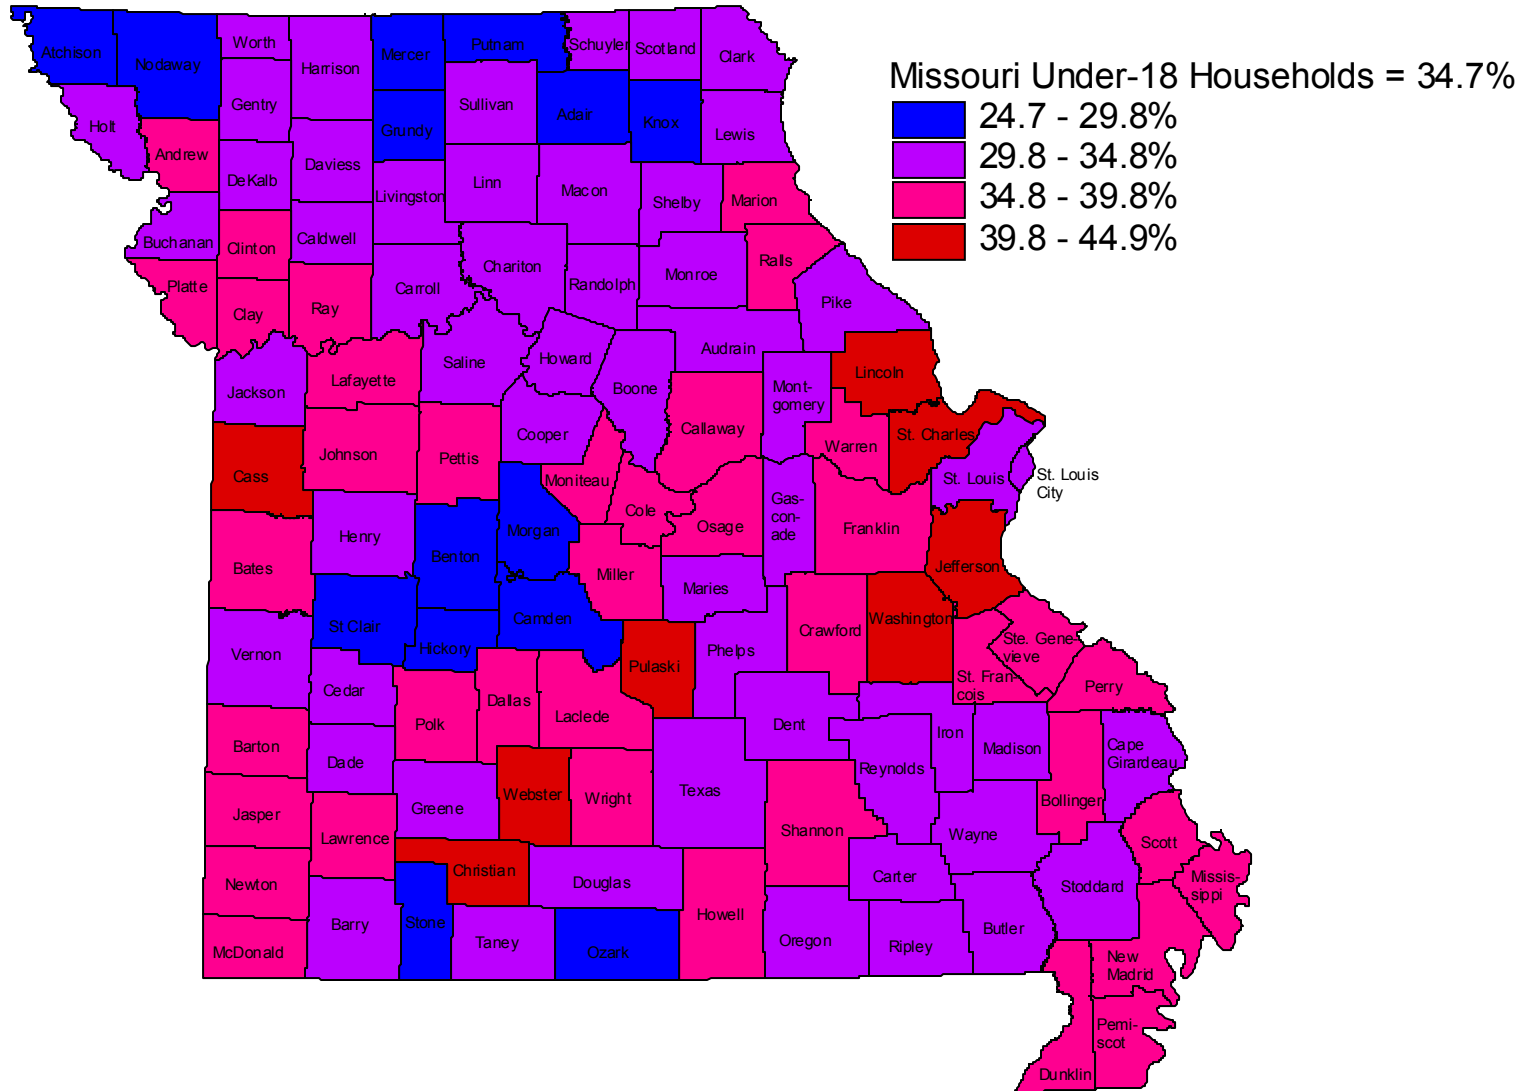 Missouri Under-18 Households = 34.7%
24.7 - 29.8%
29.8 - 34.8%
34.8 - 39.8%
39.8 - 44.9%
Atchison
Nodaway
Worth
Harrison
Mercer
Putnam
Schuyler
Scotland
Clark
Holt
Gentry
Sullivan
Adair
Knox
Lewis
Andrew
DeKalb
Daviess
Grundy
Livingston
Linn
Macon
Shelby
Marion
Buchanan
Clinton
Caldwell
Chariton
Randolph
Monroe
Ralls
Platte
Clay
Ray
Carroll
Pike
Saline
Howard
Boone
Audrain
Jackson
Lafayette
Mont-
gomery
Lincoln
Cooper
Callaway
Warren
St. Charles
Cass
Johnson
Pettis
Moniteau
St. Louis
St. Louis
City
Cole
Osage
Gas-
con-
ade
Franklin
Henry
Morgan
Bates
Benton
Miller
Maries
Jefferson
St Clair
Hickory
Camden
Pulaski
Phelps
Crawford
Washington
Ste. Gene-
vieve
Vernon
Cedar
Polk
Dallas
Laclede
St. Fran-
cois
Perry
Barton
Dade
Dent
Iron
Madison
Cape
Girardeau
Greene
Webster
Wright
Texas
Reynolds
Bollinger
Jasper
Lawrence
Shannon
Wayne
Scott
Christian
Newton
Douglas
Carter
Stoddard
Missis-
sippi
Barry
Stone
Howell
Butler
McDonald
Taney
Ozark
Oregon
Ripley
New
Madrid
Pemi-
scot
Dunklin